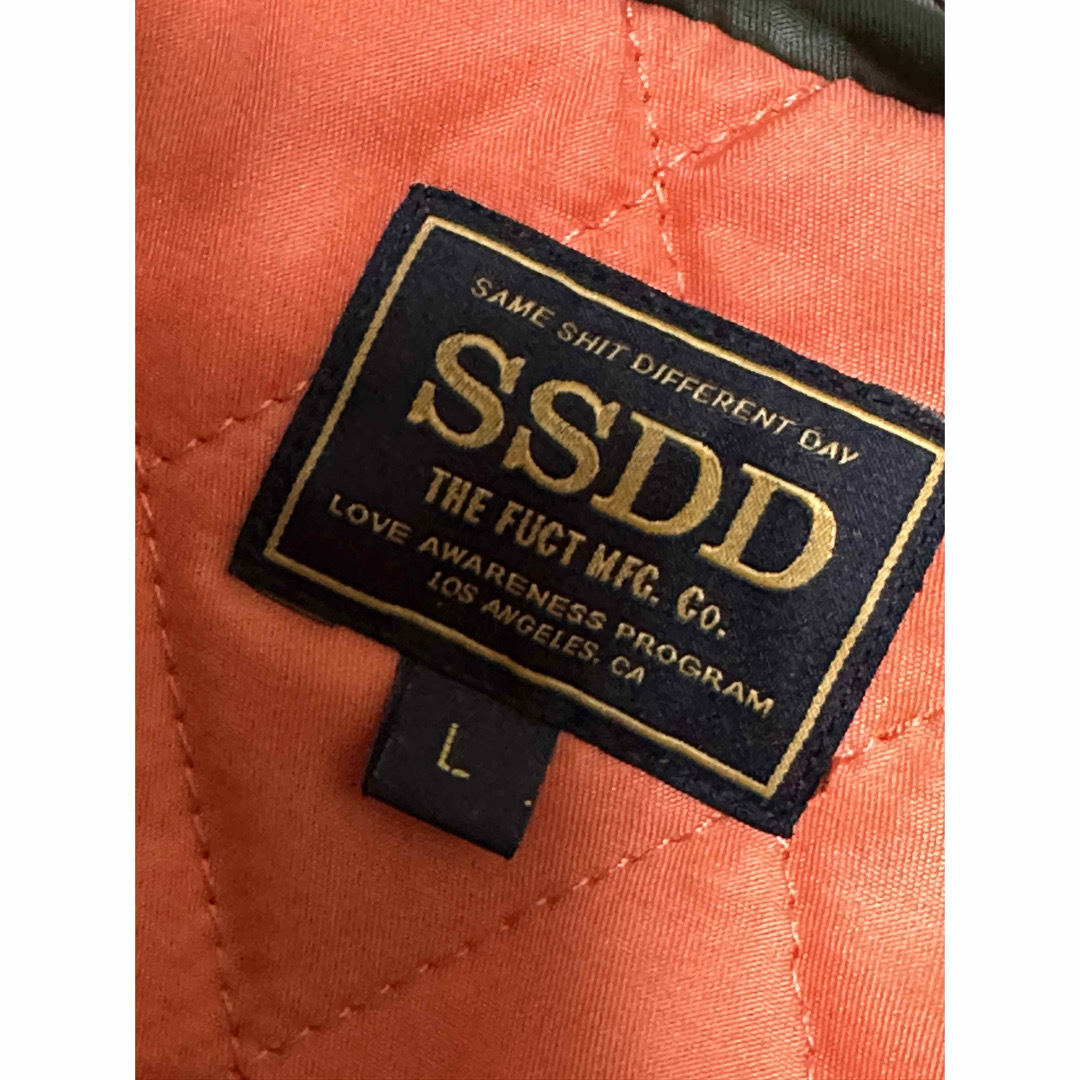 SAME SHIT DIFFERENT DAY
SSDD
THE FUCT MFG. CO.
LOVE AWARENESS PROGRAM
LOS ANGELES, CA
L